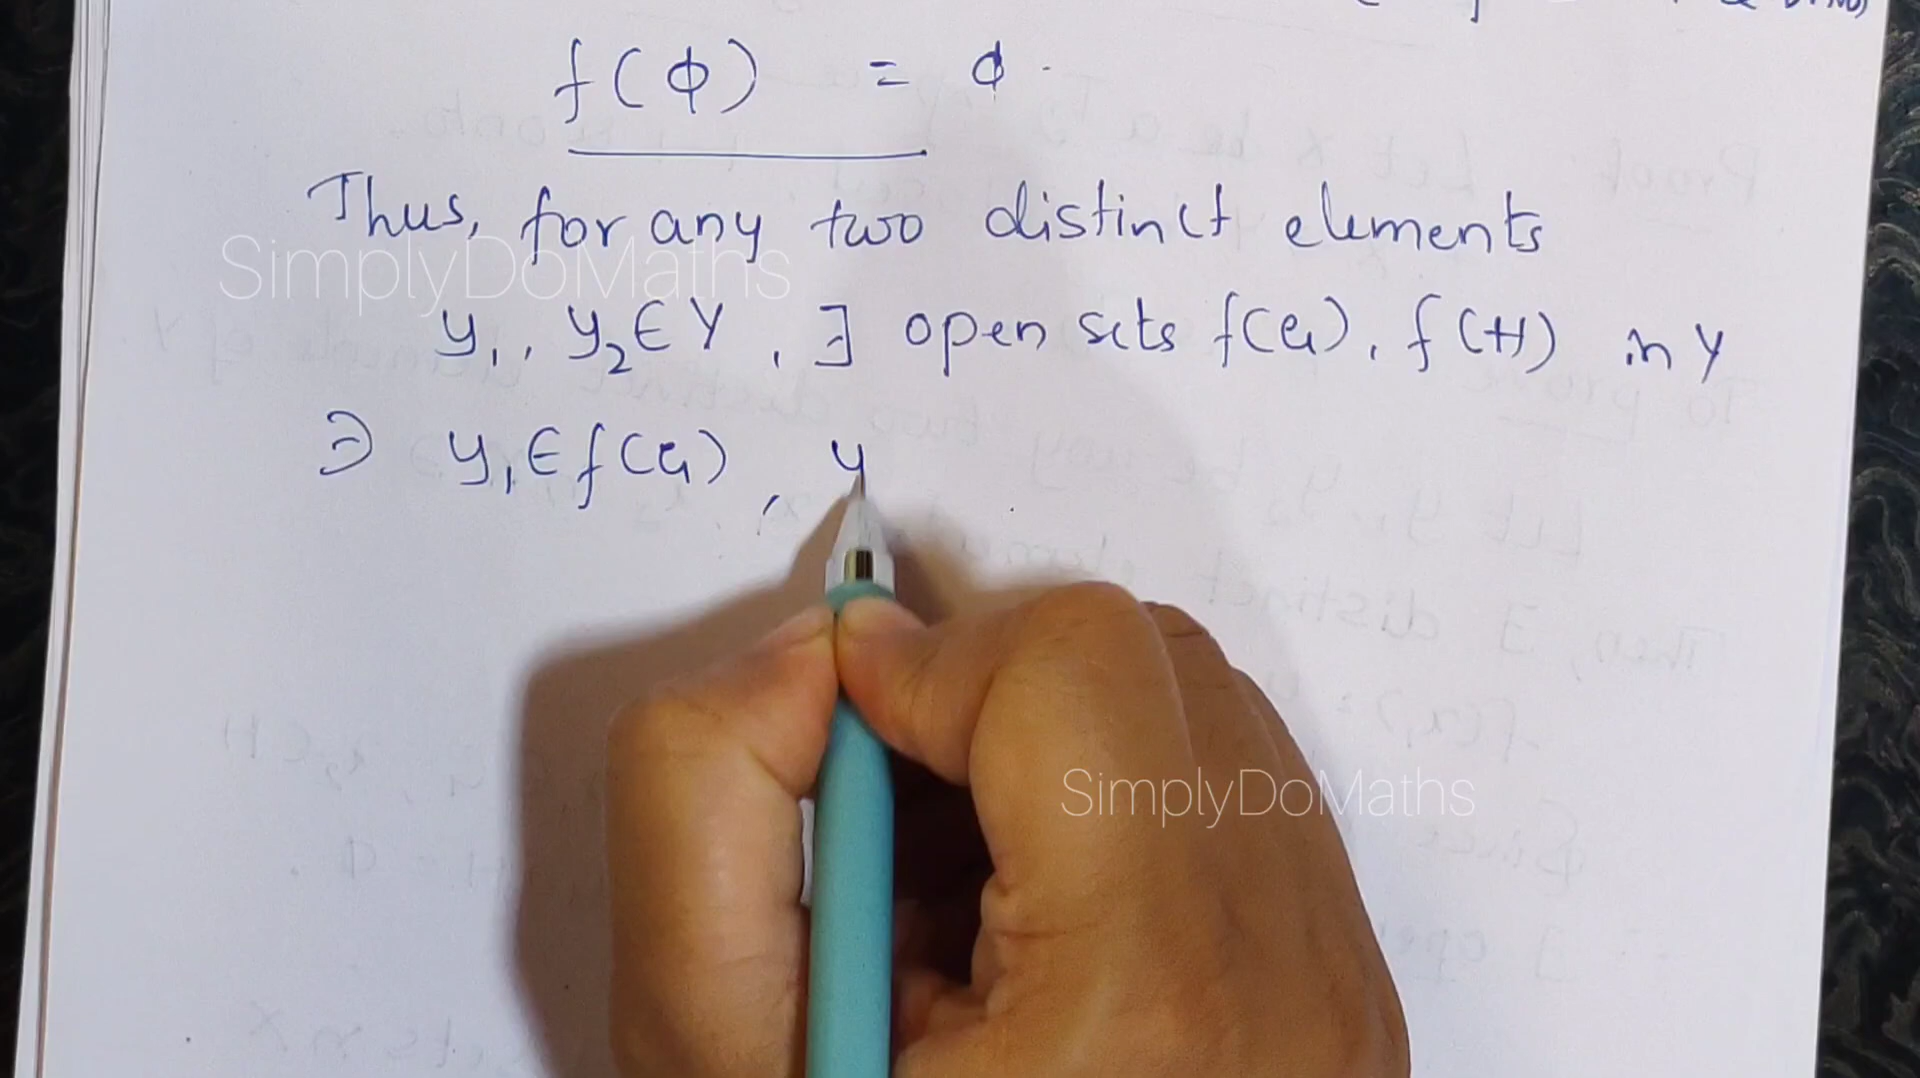 f(ϕ) = ϕ.
Thus, for any two distinct elements
SimplyDoMaths
y₁, y₂ ∈ Y, ∃ open sets f(G), f(H) in Y
∋ y₁ ∈ f(G), y
SimplyDoMaths